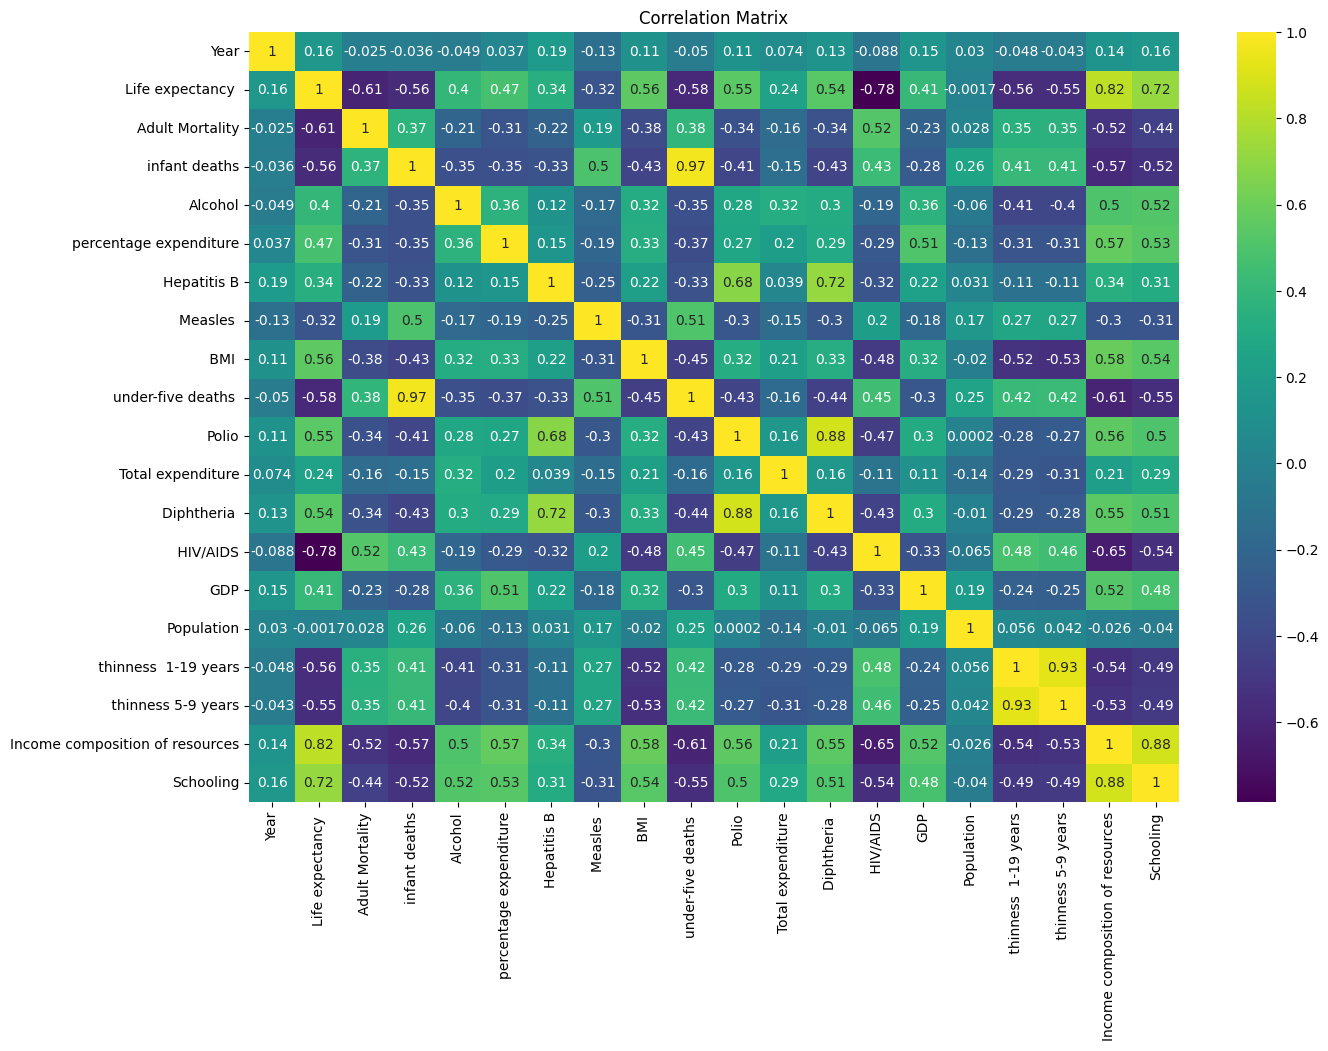 Correlation Matrix
Year 1 0.16 -0.025 -0.036 -0.049 0.037 0.19 -0.13 0.11 -0.05 0.11 0.074 0.13 -0.088 0.15 0.03 -0.048 -0.043 0.14 0.16
Life expectancy 0.16 1 -0.61 -0.56 0.4 0.47 0.34 -0.32 0.56 -0.58 0.55 0.24 0.54 -0.78 0.41 -0.0017 -0.56 -0.55 0.82 0.72
Adult Mortality -0.025 -0.61 1 0.37 -0.21 -0.31 -0.22 0.19 -0.38 0.38 -0.34 -0.16 -0.34 0.52 -0.23 0.028 0.35 0.35 -0.52 -0.44
infant deaths -0.036 -0.56 0.37 1 -0.35 -0.35 -0.33 0.5 -0.43 0.97 -0.41 -0.15 -0.43 0.43 -0.28 0.26 0.41 0.41 -0.57 -0.52
Alcohol -0.049 0.4 -0.21 -0.35 1 0.36 0.12 -0.17 0.32 -0.35 0.28 0.32 0.3 -0.19 0.36 -0.06 -0.41 -0.4 0.5 0.52
percentage expenditure 0.037 0.47 -0.31 -0.35 0.36 1 0.15 -0.19 0.33 -0.37 0.27 0.2 0.29 -0.29 0.51 -0.13 -0.31 -0.31 0.57 0.53
Hepatitis B 0.19 0.34 -0.22 -0.33 0.12 0.15 1 -0.25 0.22 -0.33 0.68 0.039 0.72 -0.32 0.22 0.031 -0.11 -0.11 0.34 0.31
Measles -0.13 -0.32 0.19 0.5 -0.17 -0.19 -0.25 1 -0.31 0.51 -0.3 -0.15 -0.3 0.2 -0.18 0.17 0.27 0.27 -0.3 -0.31
BMI 0.11 0.56 -0.38 -0.43 0.32 0.33 0.22 -0.31 1 -0.45 0.32 0.21 0.33 -0.48 0.32 -0.02 -0.52 -0.53 0.58 0.54
under-five deaths -0.05 -0.58 0.38 0.97 -0.35 -0.37 -0.33 0.51 -0.45 1 -0.43 -0.16 -0.44 0.45 -0.3 0.25 0.42 0.42 -0.61 -0.55
Polio 0.11 0.55 -0.34 -0.41 0.28 0.27 0.68 -0.3 0.32 -0.43 1 0.16 0.88 -0.47 0.3 0.0002 -0.28 -0.27 0.56 0.5
Total expenditure 0.074 0.24 -0.16 -0.15 0.32 0.2 0.039 -0.15 0.21 -0.16 0.16 1 0.16 -0.11 0.11 -0.14 -0.29 -0.31 0.21 0.29
Diphtheria 0.13 0.54 -0.34 -0.43 0.3 0.29 0.72 -0.3 0.33 -0.44 0.88 0.16 1 -0.43 0.3 -0.01 -0.29 -0.28 0.55 0.51
HIV/AIDS -0.088 -0.78 0.52 0.43 -0.19 -0.29 -0.32 0.2 -0.48 0.45 -0.47 -0.11 -0.43 1 -0.33 -0.065 0.48 0.46 -0.65 -0.54
GDP 0.15 0.41 -0.23 -0.28 0.36 0.51 0.22 -0.18 0.32 -0.3 0.3 0.11 0.3 -0.33 1 0.19 -0.24 -0.25 0.52 0.48
Population 0.03 -0.0017 0.028 0.26 -0.06 -0.13 0.031 0.17 -0.02 0.25 0.0002 -0.14 -0.01 -0.065 0.19 1 0.056 0.042 -0.026 -0.04
thinness  1-19 years -0.048 -0.56 0.35 0.41 -0.41 -0.31 -0.11 0.27 -0.52 0.42 -0.28 -0.29 -0.29 0.48 -0.24 0.056 1 0.93 -0.54 -0.49
thinness 5-9 years -0.043 -0.55 0.35 0.41 -0.4 -0.31 -0.11 0.27 -0.53 0.42 -0.27 -0.31 -0.28 0.46 -0.25 0.042 0.93 1 -0.53 -0.49
Income composition of resources 0.14 0.82 -0.52 -0.57 0.5 0.57 0.34 -0.3 0.58 -0.61 0.56 0.21 0.55 -0.65 0.52 -0.026 -0.54 -0.53 1 0.88
Schooling 0.16 0.72 -0.44 -0.52 0.52 0.53 0.31 -0.31 0.54 -0.55 0.5 0.29 0.51 -0.54 0.48 -0.04 -0.49 -0.49 0.88 1
Year
Life expectancy
Adult Mortality
infant deaths
Alcohol
percentage expenditure
Hepatitis B
Measles
BMI
under-five deaths
Polio
Total expenditure
Diphtheria
HIV/AIDS
GDP
Population
thinness  1-19 years
thinness 5-9 years
Income composition of resources
Schooling
1.0
0.8
0.6
0.4
0.2
0.0
−0.2
−0.4
−0.6